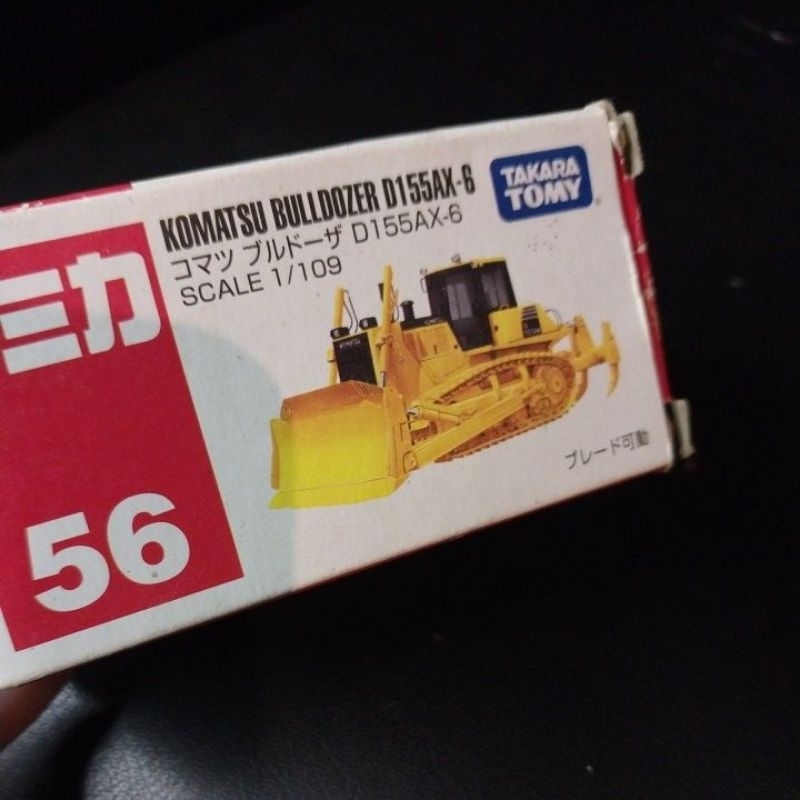 KOMATSU BULLDOZER D155AX-6
コマツ ブルドーザ D155AX-6
SCALE 1/109
TAKARA
TOMY
ミカ
56
KOMATSU
ブレード可動